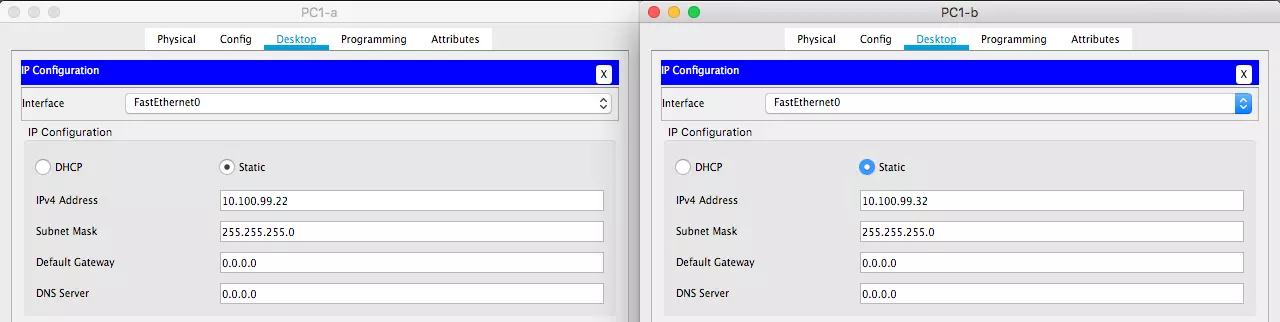 PC1-a
Physical Config Desktop Programming Attributes
IP Configuration X
Interface FastEthernet0
IP Configuration
DHCP Static
IPv4 Address 10.100.99.22
Subnet Mask 255.255.255.0
Default Gateway 0.0.0.0
DNS Server 0.0.0.0
PC1-b
Physical Config Desktop Programming Attributes
IP Configuration X
Interface FastEthernet0
IP Configuration
DHCP Static
IPv4 Address 10.100.99.32
Subnet Mask 255.255.255.0
Default Gateway 0.0.0.0
DNS Server 0.0.0.0